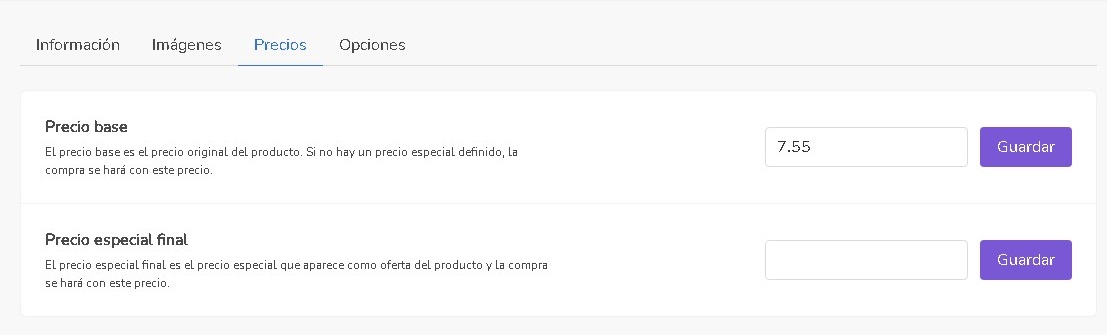 Información Imágenes Precios Opciones
Precio base
El precio base es el precio original del producto. Si no hay un precio especial definido, la
compra se hará con este precio.
7.55 Guardar
Precio especial final
El precio especial final es el precio especial que aparece como oferta del producto y la compra
se hará con este precio.
Guardar